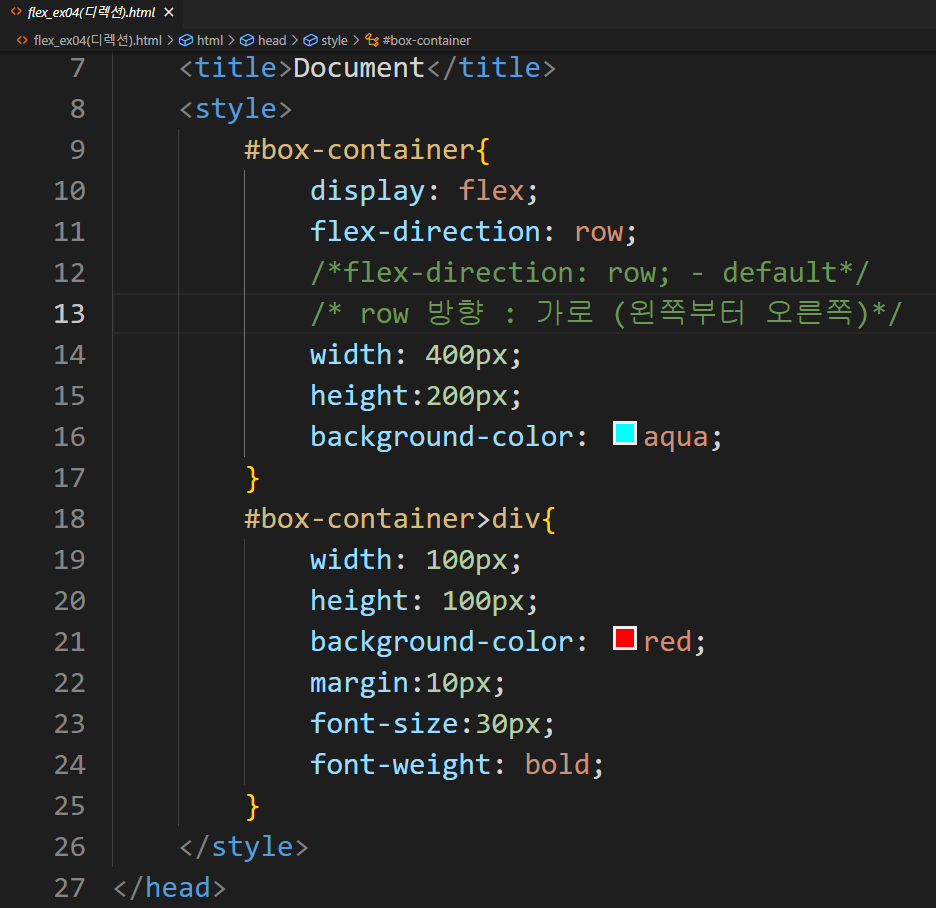 flex_ex04(디렉션).html ×
flex_ex04(디렉션).html > html > head > style > #box-container
7 <title>Document</title>
8 <style>
9 #box-container{
10 display: flex;
11 flex-direction: row;
12 /*flex-direction: row; - default*/
13 /* row 방향 : 가로 (왼쪽부터 오른쪽)*/
14 width: 400px;
15 height:200px;
16 background-color: aqua;
17 }
18 #box-container>div{
19 width: 100px;
20 height: 100px;
21 background-color: red;
22 margin:10px;
23 font-size:30px;
24 font-weight: bold;
25 }
26 </style>
27 </head>